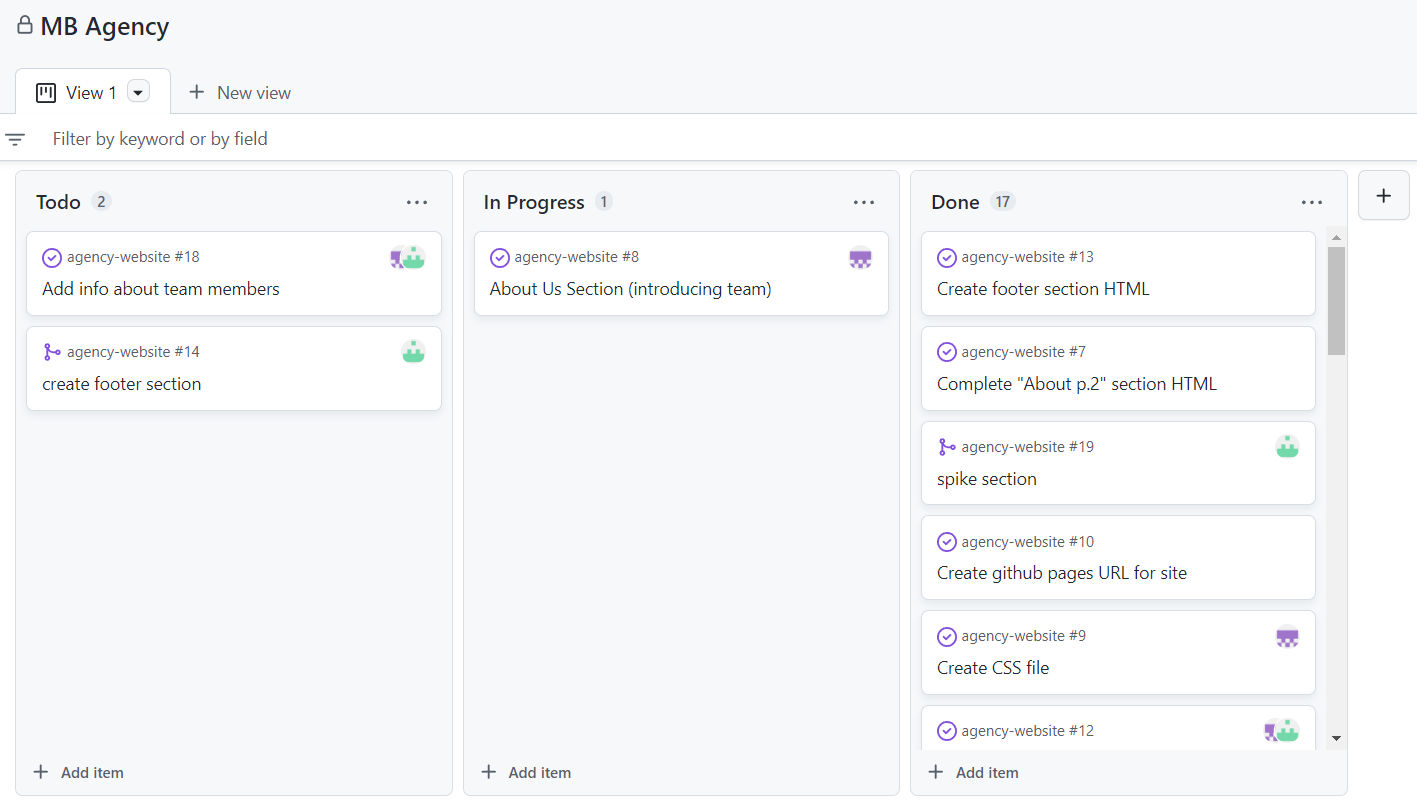 MB Agency
View 1
New view
Filter by keyword or by field
Todo 2
agency-website #18
Add info about team members
agency-website #14
create footer section
Add item
In Progress 1
agency-website #8
About Us Section (introducing team)
Add item
Done 17
agency-website #13
Create footer section HTML
agency-website #7
Complete "About p.2" section HTML
agency-website #19
spike section
agency-website #10
Create github pages URL for site
agency-website #9
Create CSS file
agency-website #12
Add item